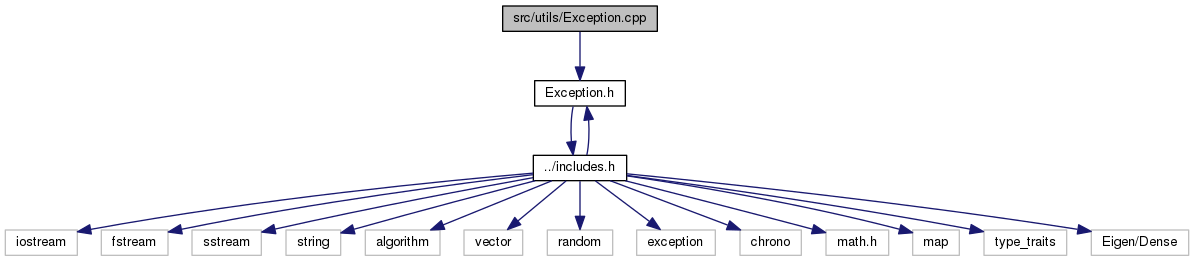 src/utils/Exception.cpp
Exception.h
../includes.h
iostream
fstream
sstream
string
algorithm
vector
random
exception
chrono
math.h
map
type_traits
Eigen/Dense